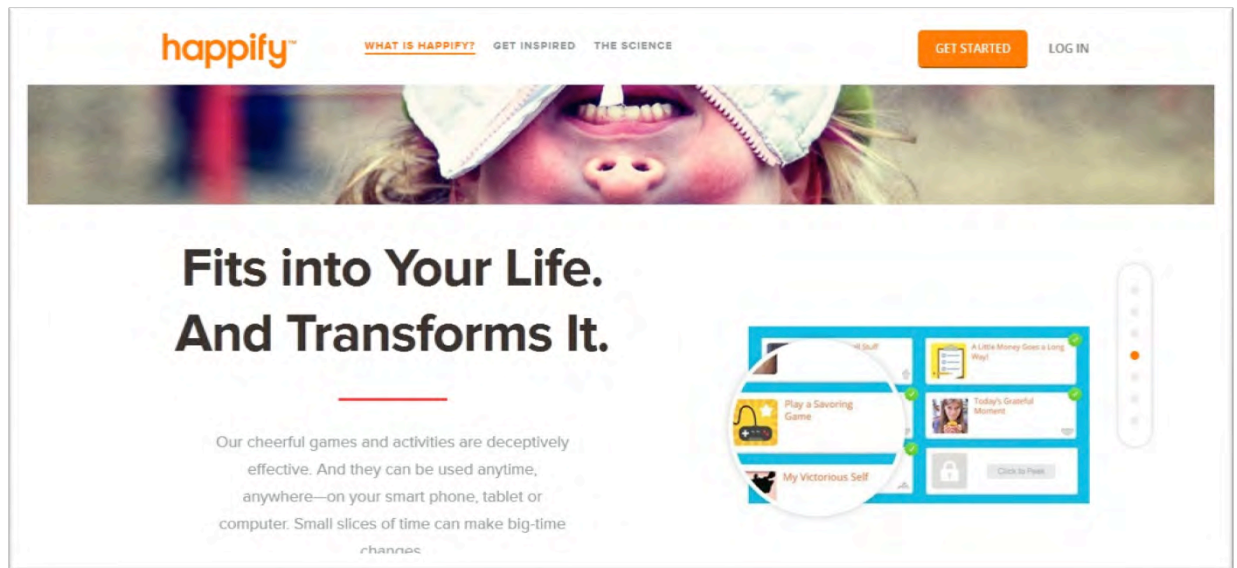 happify™
WHAT IS HAPPIFY? GET INSPIRED THE SCIENCE
GET STARTED LOG IN
Fits into Your Life.
And Transforms It.
Our cheerful games and activities are deceptively
effective. And they can be used anytime,
anywhere—on your smart phone, tablet or
computer. Small slices of time can make big-time
changes
Stuff
A Little Money Goes a Long
Way!
Play a Savoring
Game
Today's Grateful
Moment
My Victorious Self
Click to Peek